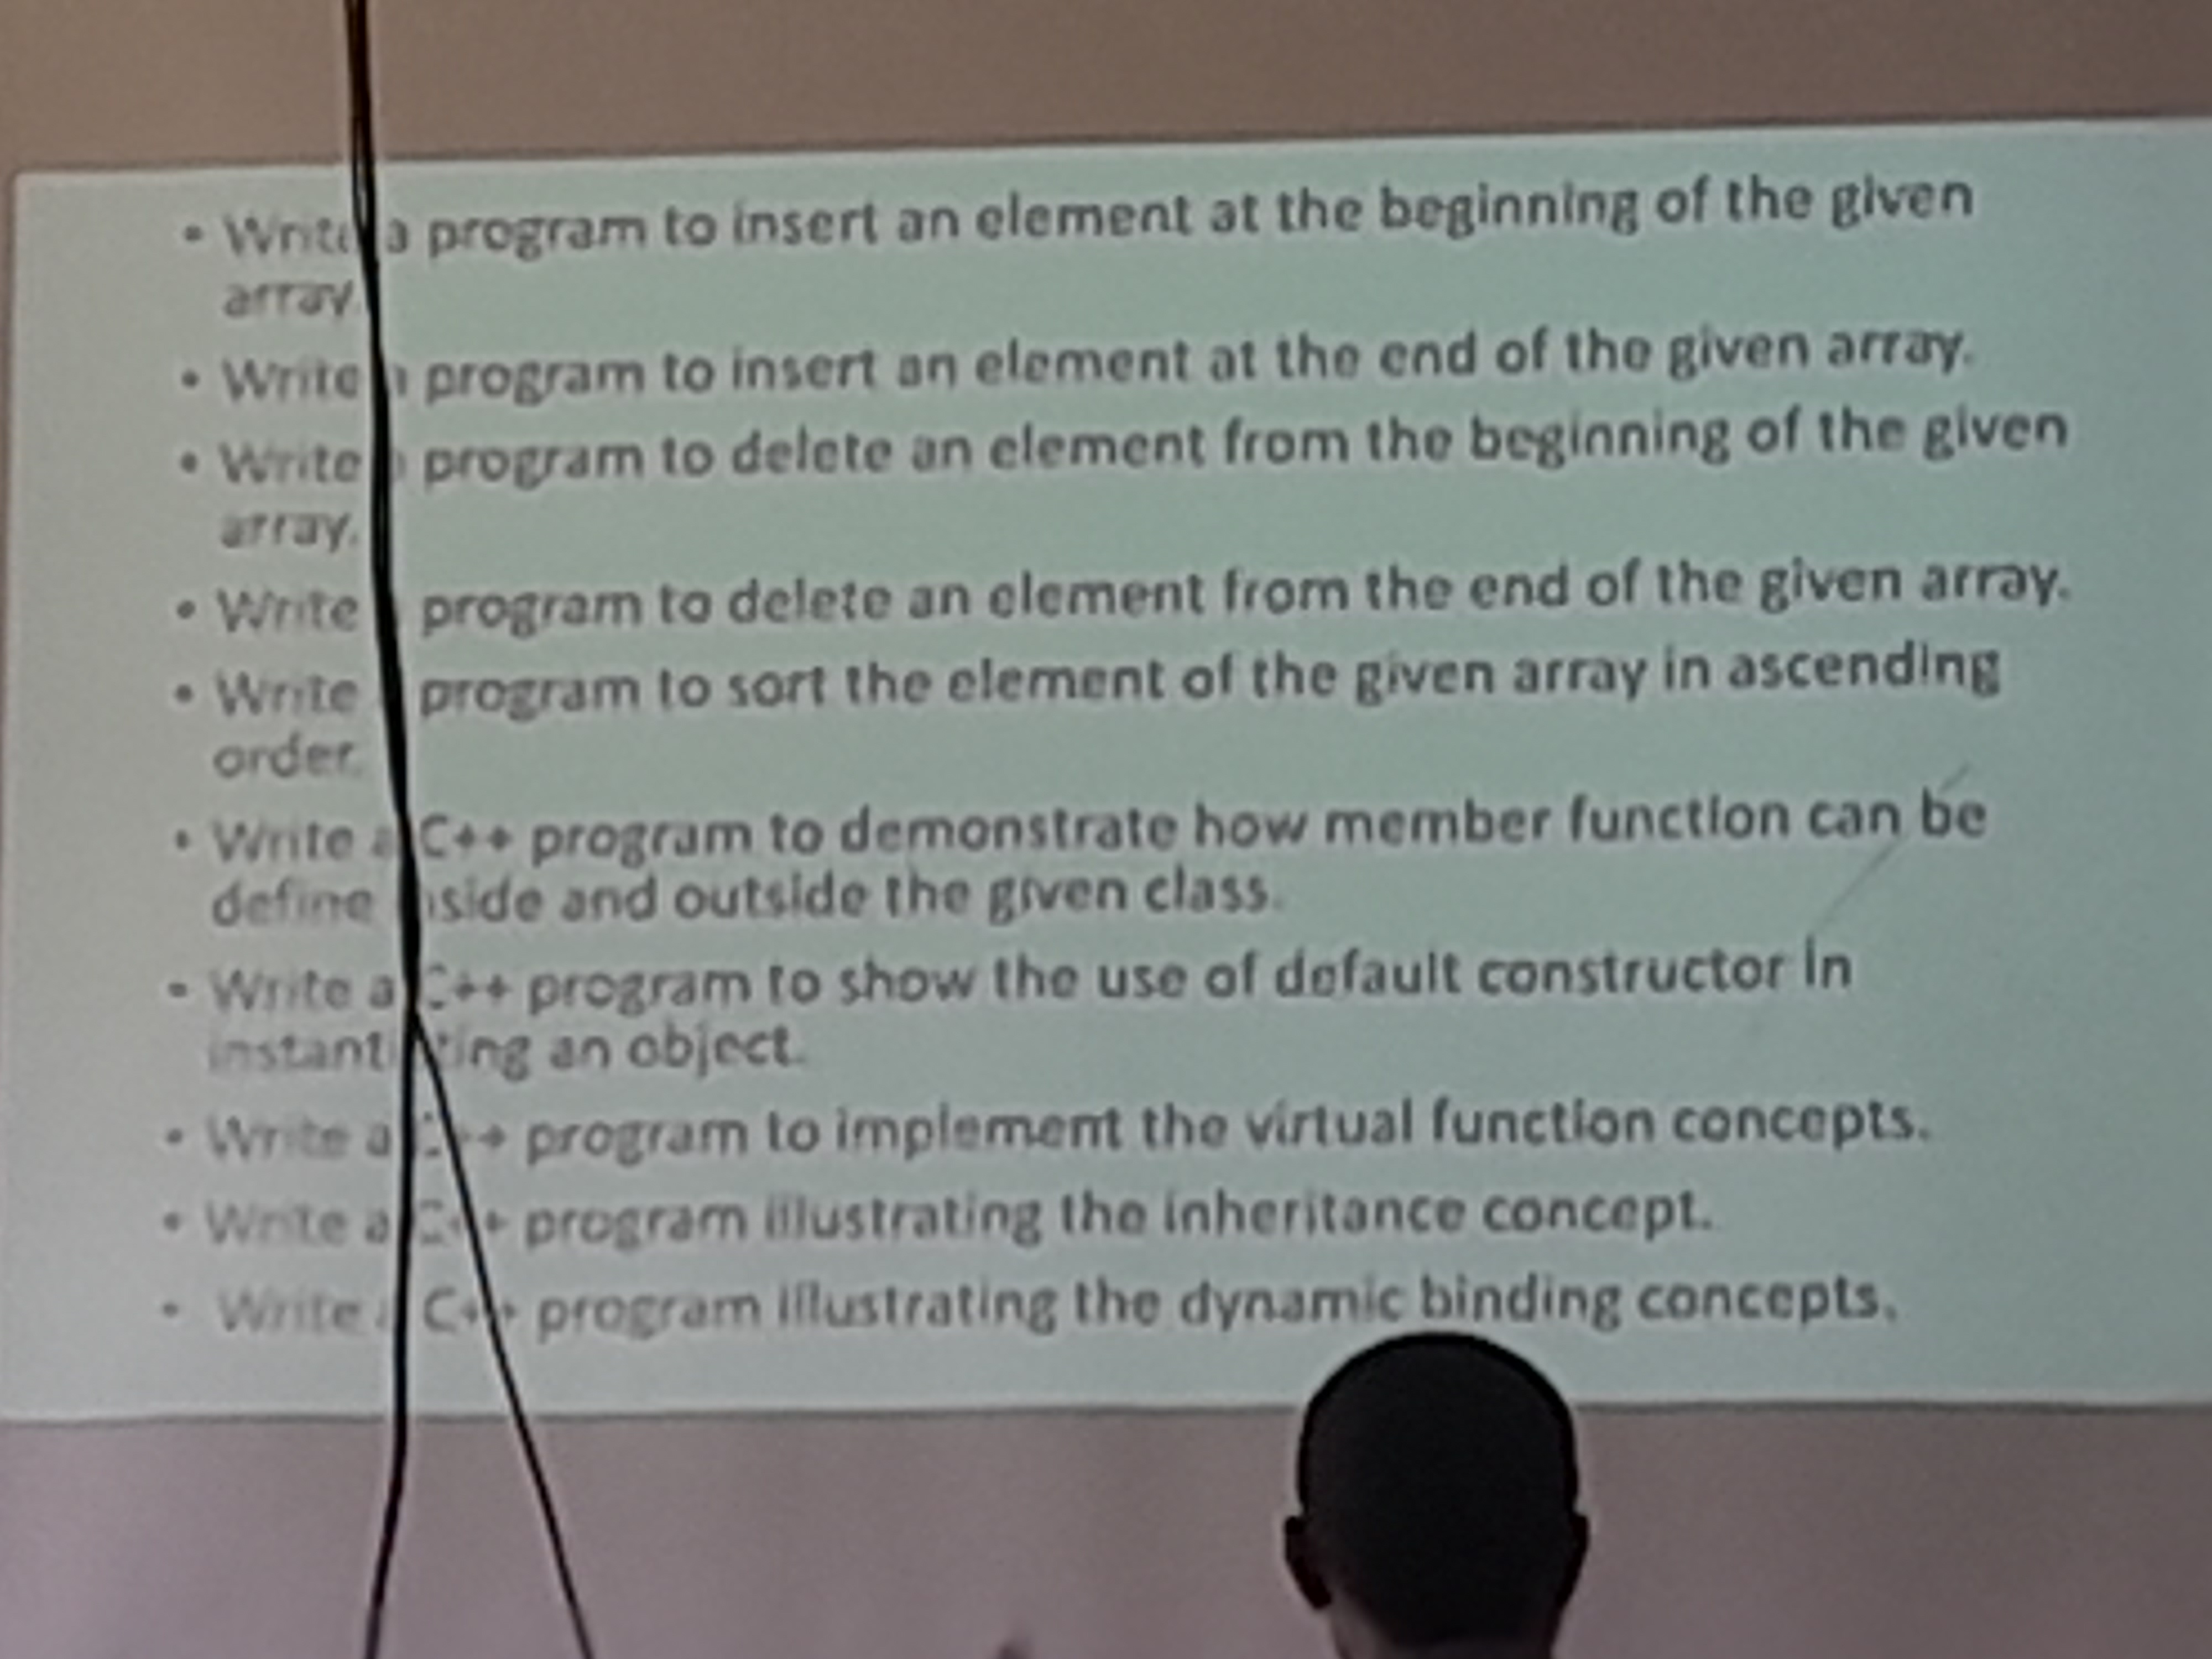 • Write a program to insert an element at the beginning of the given
array.
• Write a program to insert an element at the end of the given array.
• Write a program to delete an element from the beginning of the given
array.
• Write program to delete an element from the end of the given array.
• Write program to sort the element of the given array in ascending
order.
• Write a C++ program to demonstrate how member function can be
define inside and outside the given class.
• Write a C++ program to show the use of default constructor in
instantiating an object.
• Write a C++ program to implement the virtual function concepts.
• Write a C++ program illustrating the inheritance concept.
• Write a C++ program illustrating the dynamic binding concepts.